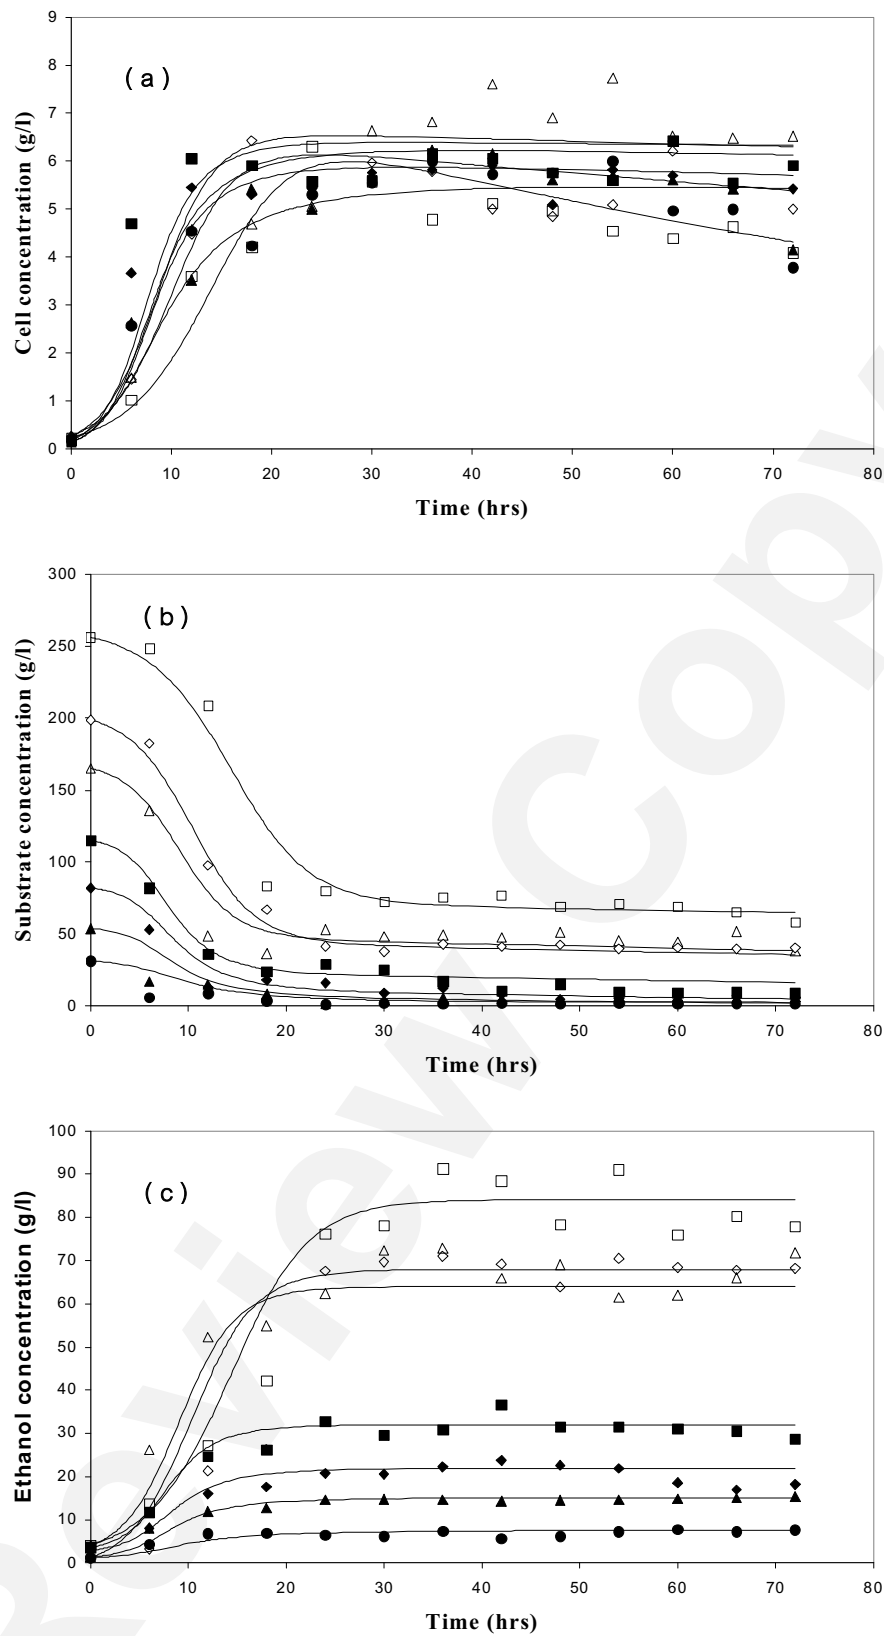 ( a )
9
8
7
6
5
4
3
2
1
0
Cell concentration (g/l)
0 10 20 30 40 50 60 70 80
Time (hrs)
( b )
300
250
200
150
100
50
0
Substrate concentration (g/l)
0 10 20 30 40 50 60 70 80
Time (hrs)
( c )
100
90
80
70
60
50
40
30
20
10
0
Ethanol concentration (g/l)
0 10 20 30 40 50 60 70 80
Time (hrs)
Review Copy